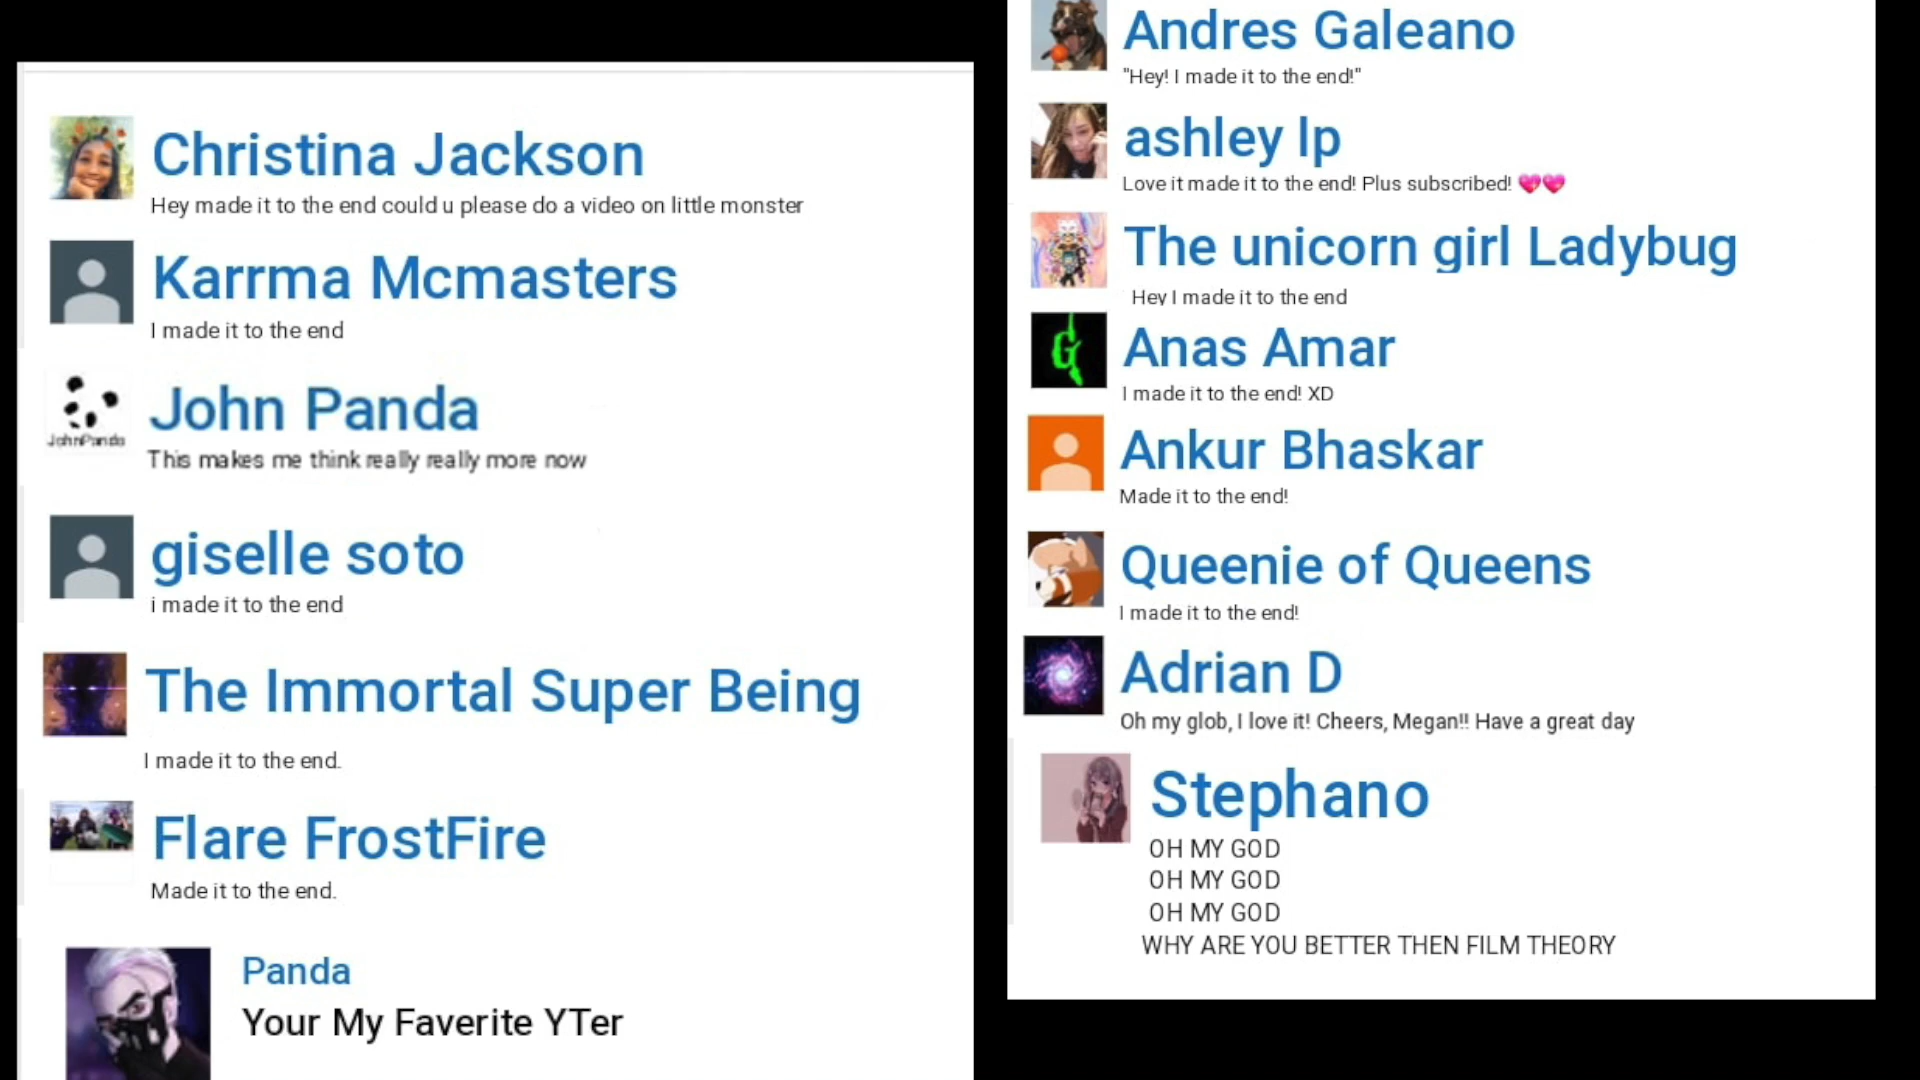 Christina Jackson
Hey made it to the end could u please do a video on little monster
Karrma Mcmasters
I made it to the end
JohnPanda
John Panda
This makes me think really really more now
giselle soto
i made it to the end
The Immortal Super Being
I made it to the end.
Flare FrostFire
Made it to the end.
Panda
Your My Faverite YTer
Andres Galeano
"Hey! I made it to the end!"
ashley lp
Love it made it to the end! Plus subscribed! 💖💖
The unicorn girl Ladybug
Hey I made it to the end
G
Anas Amar
I made it to the end! XD
Ankur Bhaskar
Made it to the end!
Queenie of Queens
I made it to the end!
Adrian D
Oh my glob, I love it! Cheers, Megan!! Have a great day
Stephano
OH MY GOD
OH MY GOD
OH MY GOD
WHY ARE YOU BETTER THEN FILM THEORY